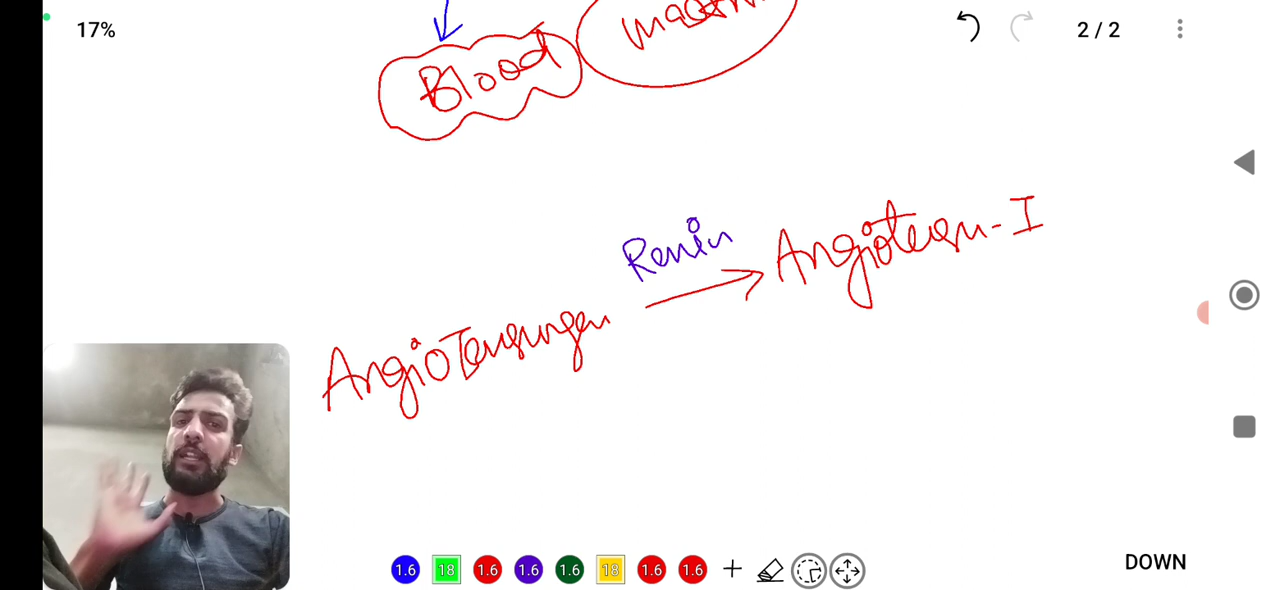 17%
2 / 2
Blood
Renin
Angiotensin-I
Angiotensinogen
1.6 18 1.6 1.6 1.6 18 1.6 1.6
DOWN